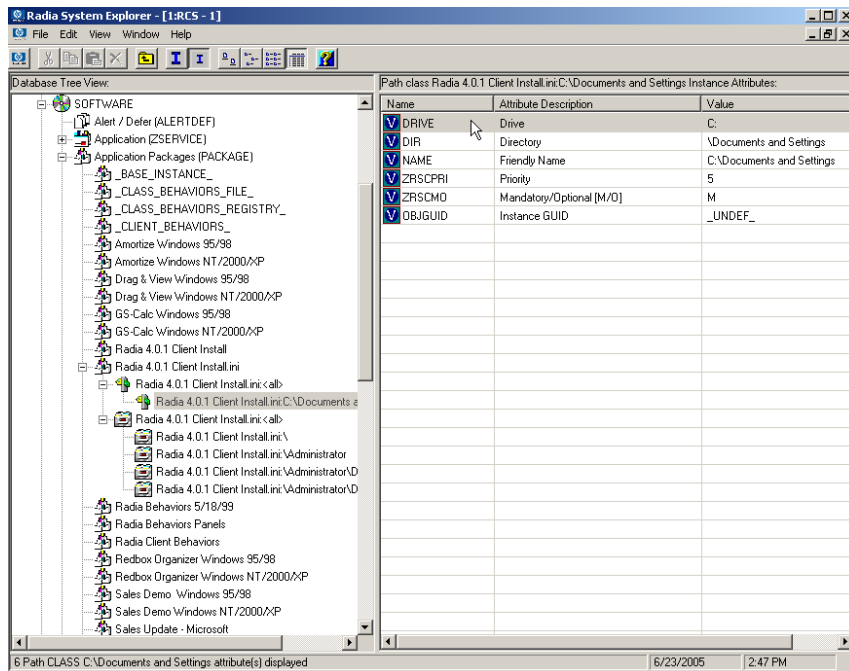 Radia System Explorer - [1:RCS - 1]
File Edit View Window Help
Database Tree View:
Path class Radia 4.0.1 Client Install.ini:C:\Documents and Settings Instance Attributes:
SOFTWARE
Alert / Defer (ALERTDEF)
Application (ZSERVICE)
Application Packages (PACKAGE)
_BASE_INSTANCE_
_CLASS_BEHAVIORS_FILE_
_CLASS_BEHAVIORS_REGISTRY_
_CLIENT_BEHAVIORS_
Amortize Windows 95/98
Amortize Windows NT/2000/XP
Drag & View Windows 95/98
Drag & View Windows NT/2000/XP
GS-Calc Windows 95/98
GS-Calc Windows NT/2000/XP
Radia 4.0.1 Client Install
Radia 4.0.1 Client Install.ini
Radia 4.0.1 Client Install.ini:<all>
Radia 4.0.1 Client Install.ini:C:\Documents a
Radia 4.0.1 Client Install.ini:<all>
Radia 4.0.1 Client Install.ini:\
Radia 4.0.1 Client Install.ini:\Administrator
Radia 4.0.1 Client Install.ini:\Administrator\D
Radia 4.0.1 Client Install.ini:\Administrator\D
Radia Behaviors 5/18/99
Radia Behaviors Panels
Radia Client Behaviors
Redbox Organizer Windows 95/98
Redbox Organizer Windows NT/2000/XP
Sales Demo Windows 95/98
Sales Demo Windows NT/2000/XP
Sales Update - Microsoft
Name Attribute Description Value
DRIVE Drive C:
DIR Directory \Documents and Settings
NAME Friendly Name C:\Documents and Settings
ZRSCPRI Priority 5
ZRSCMO Mandatory/Optional [M/O] M
OBJGUID Instance GUID _UNDEF_
6 Path CLASS C:\Documents and Settings attribute(s) displayed 6/23/2005 2:47 PM